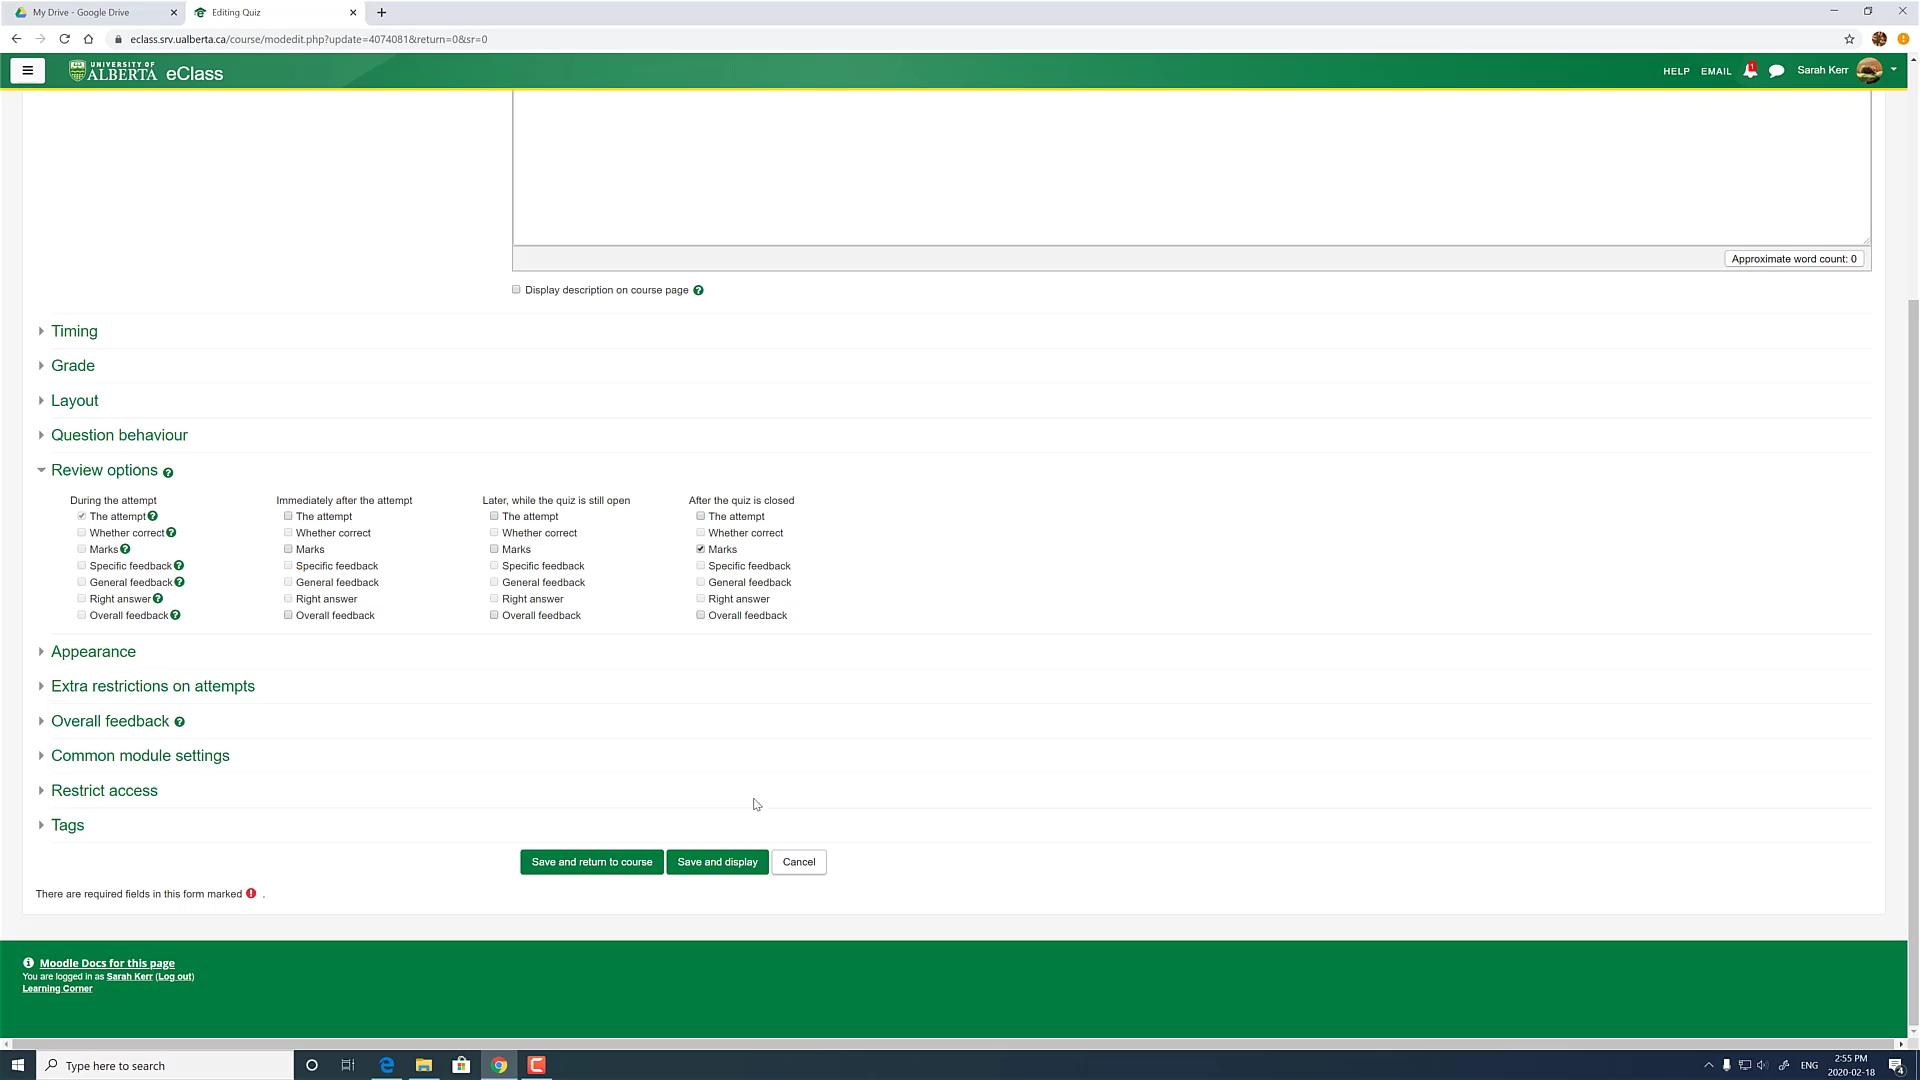 My Drive - Google Drive
Editing Quiz
eclass.srv.ualberta.ca/course/modedit.php?update=4074081&return=0&sr=0
UNIVERSITY OF
ALBERTA eClass
HELP EMAIL 1 Sarah Kerr
Approximate word count: 0
Display description on course page
Timing
Grade
Layout
Question behaviour
Review options
During the attempt Immediately after the attempt Later, while the quiz is still open After the quiz is closed
The attempt The attempt The attempt The attempt
Whether correct Whether correct Whether correct Whether correct
Marks Marks Marks Marks
Specific feedback Specific feedback Specific feedback Specific feedback
General feedback General feedback General feedback General feedback
Right answer Right answer Right answer Right answer
Overall feedback Overall feedback Overall feedback Overall feedback
Appearance
Extra restrictions on attempts
Overall feedback
Common module settings
Restrict access
Tags
Save and return to course Save and display Cancel
There are required fields in this form marked .
Moodle Docs for this page
You are logged in as Sarah Kerr (Log out)
Learning Corner
Type here to search
ENG
2:55 PM
2020-02-18
4